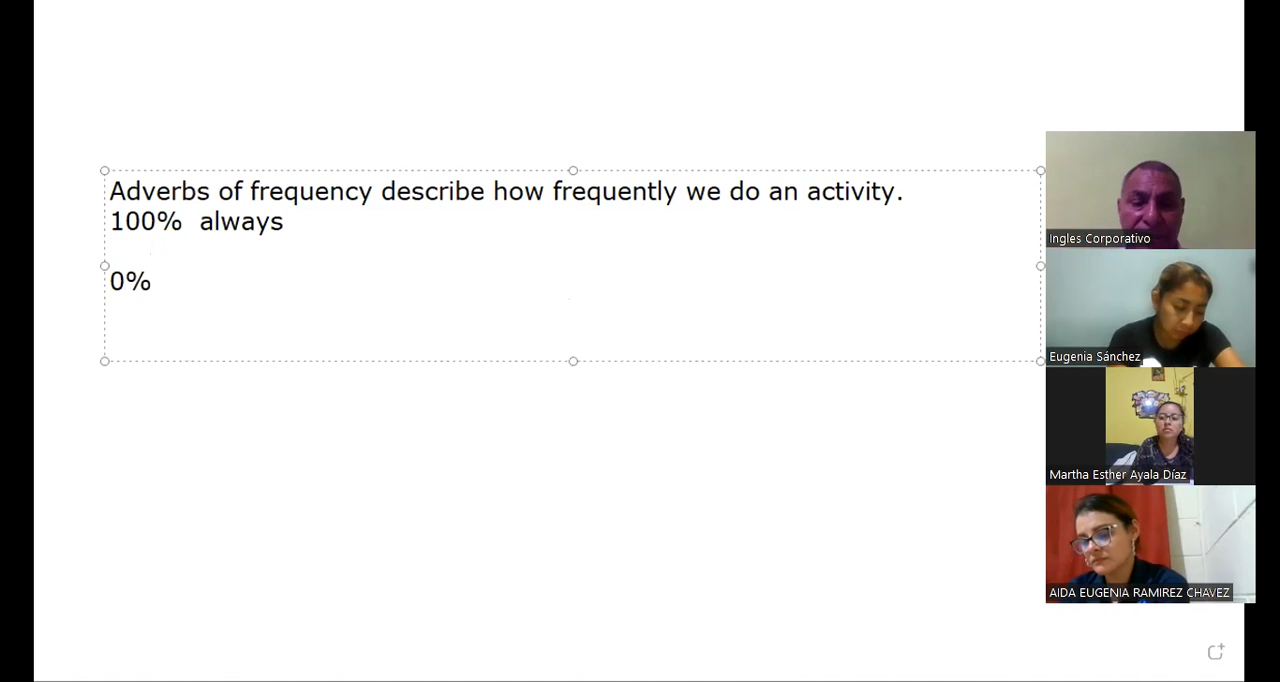 Adverbs of frequency describe how frequently we do an activity.
100% always
0%
Ingles Corporativo
Eugenia Sánchez
Martha Esther Ayala Díaz
AIDA EUGENIA RAMIREZ CHAVEZ